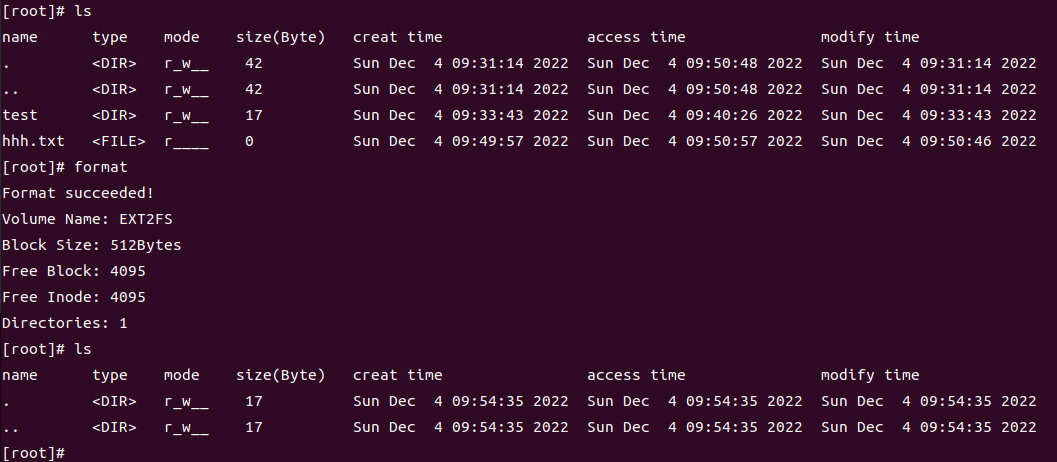 [root]# ls
name      type    mode    size(Byte)   creat time                access time               modify time
.         <DIR>   r_w__    42          Sun Dec  4 09:31:14 2022  Sun Dec  4 09:50:48 2022  Sun Dec  4 09:31:14 2022
..        <DIR>   r_w__    42          Sun Dec  4 09:31:14 2022  Sun Dec  4 09:50:48 2022  Sun Dec  4 09:31:14 2022
test      <DIR>   r_w__    17          Sun Dec  4 09:33:43 2022  Sun Dec  4 09:40:26 2022  Sun Dec  4 09:33:43 2022
hhh.txt   <FILE>  r____    0           Sun Dec  4 09:49:57 2022  Sun Dec  4 09:50:57 2022  Sun Dec  4 09:50:46 2022
[root]# format
Format succeeded!
Volume Name: EXT2FS
Block Size: 512Bytes
Free Block: 4095
Free Inode: 4095
Directories: 1
[root]# ls
name      type    mode    size(Byte)   creat time                access time               modify time
.         <DIR>   r_w__    17          Sun Dec  4 09:54:35 2022  Sun Dec  4 09:54:35 2022  Sun Dec  4 09:54:35 2022
..        <DIR>   r_w__    17          Sun Dec  4 09:54:35 2022  Sun Dec  4 09:54:35 2022  Sun Dec  4 09:54:35 2022
[root]#